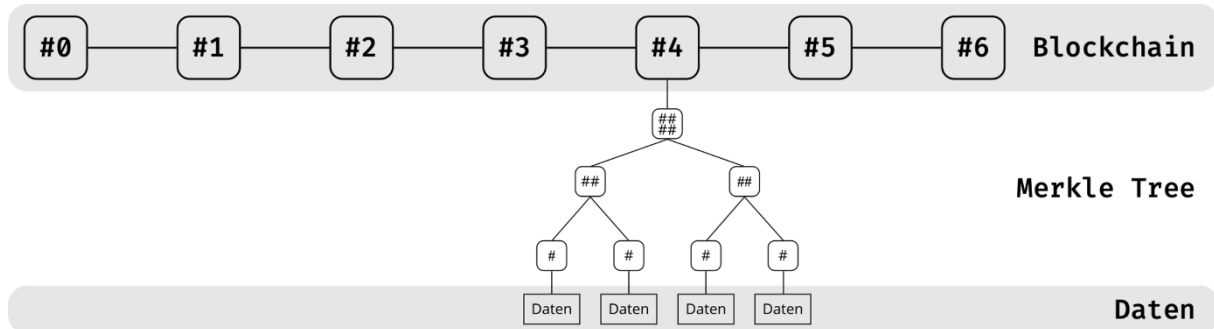 #0 #1 #2 #3 #4 #5 #6 Blockchain
##
##
## ##
Merkle Tree
# # # #
Daten Daten Daten Daten Daten